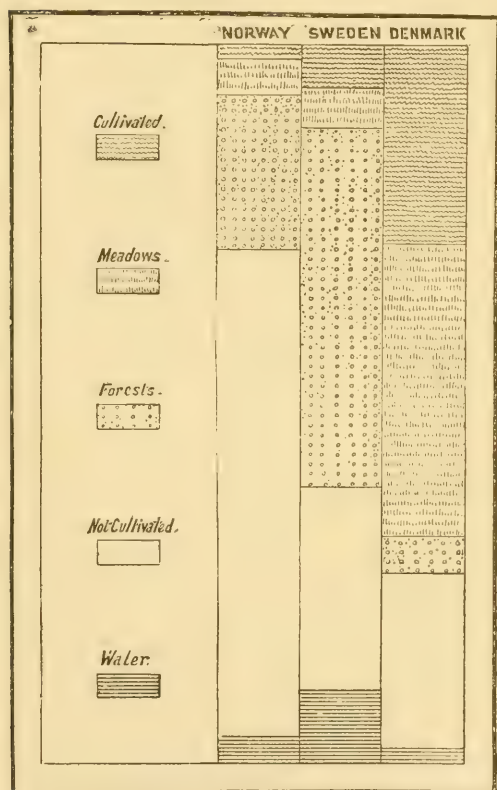 NORWAY SWEDEN DENMARK
Cultivated.
Meadows.
Forests.
Not Cultivated.
Water.